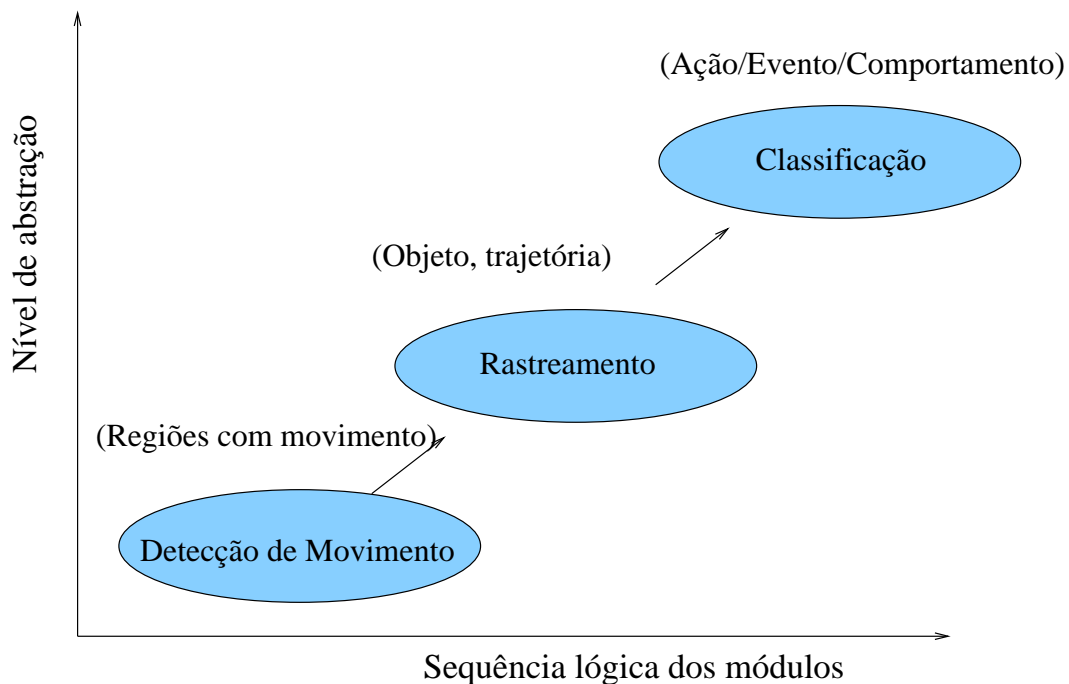 (Ação/Evento/Comportamento)
Classificação
Nível de abstração
(Objeto, trajetória)
Rastreamento
(Regiões com movimento)
Detecção de Movimento
Sequência lógica dos módulos